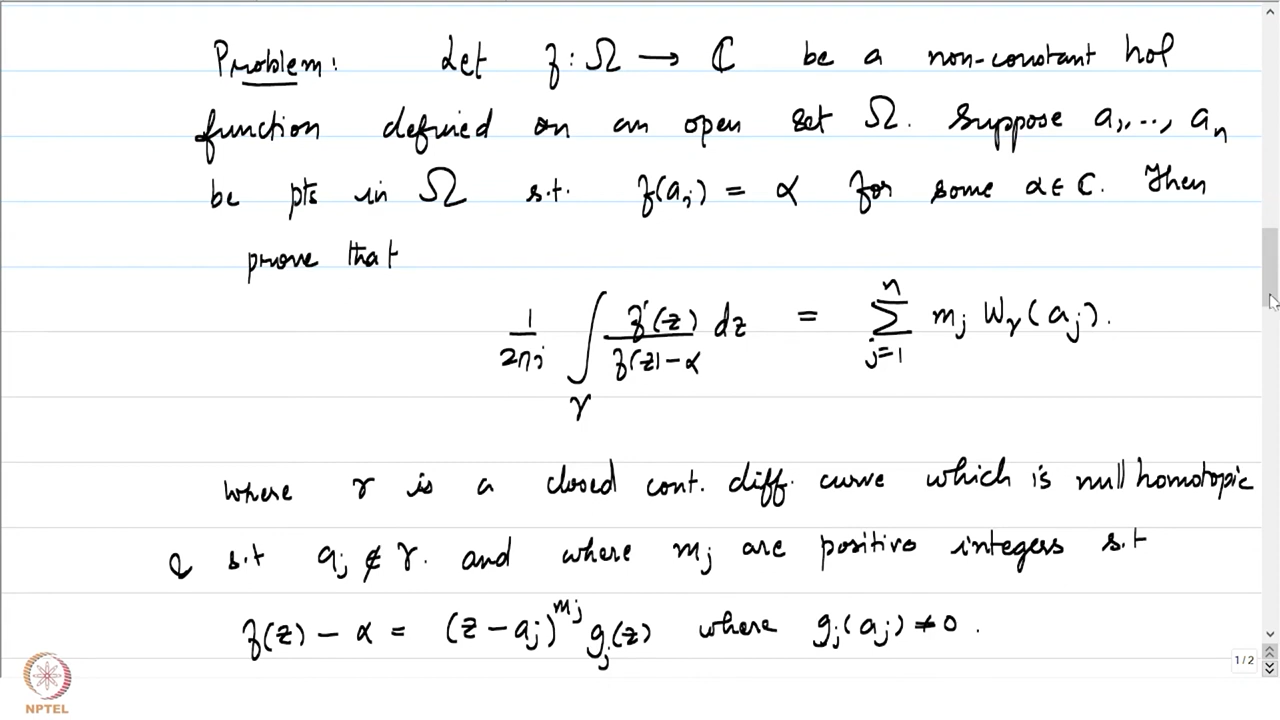 Problem: Let f : Ω → ℂ be a non-constant hol
function defined on an open set Ω. Suppose a₁,..., aₙ
be pts in Ω s.t. f(aᵢ) = α for some α ∈ ℂ. Then
prove that
1/2πi ∫_γ f'(z)/(f(z) - α) dz = Σ_{j=1}^{n} mⱼ W_γ(aⱼ).
where γ is a closed cont. diff. curve which is null homotopic
& s.t aⱼ ∉ γ. and where mⱼ are positive integers s.t
f(z) - α = (z - aⱼ)^{mⱼ} gⱼ(z) where gⱼ(aⱼ) ≠ 0.
1/2
NPTEL